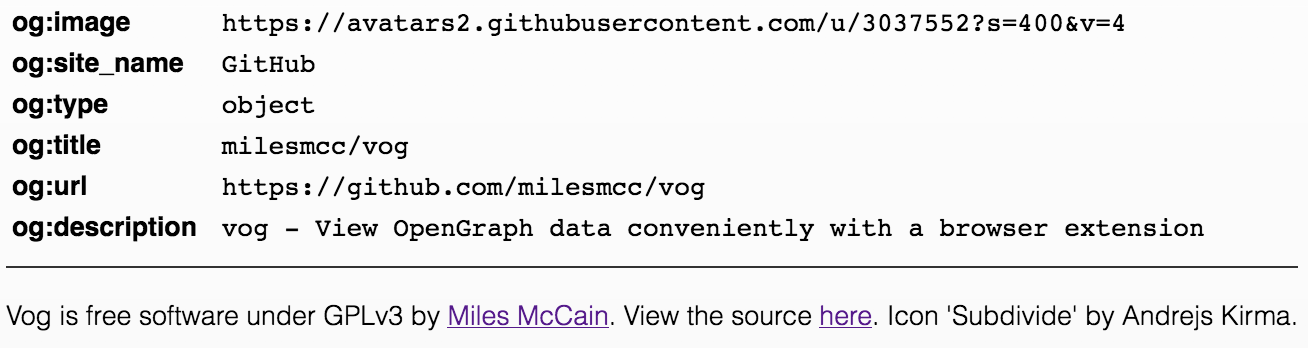 og:image https://avatars2.githubusercontent.com/u/3037552?s=400&v=4
og:site_name GitHub
og:type object
og:title milesmcc/vog
og:url https://github.com/milesmcc/vog
og:description vog - View OpenGraph data conveniently with a browser extension
Vog is free software under GPLv3 by Miles McCain. View the source here. Icon 'Subdivide' by Andrejs Kirma.